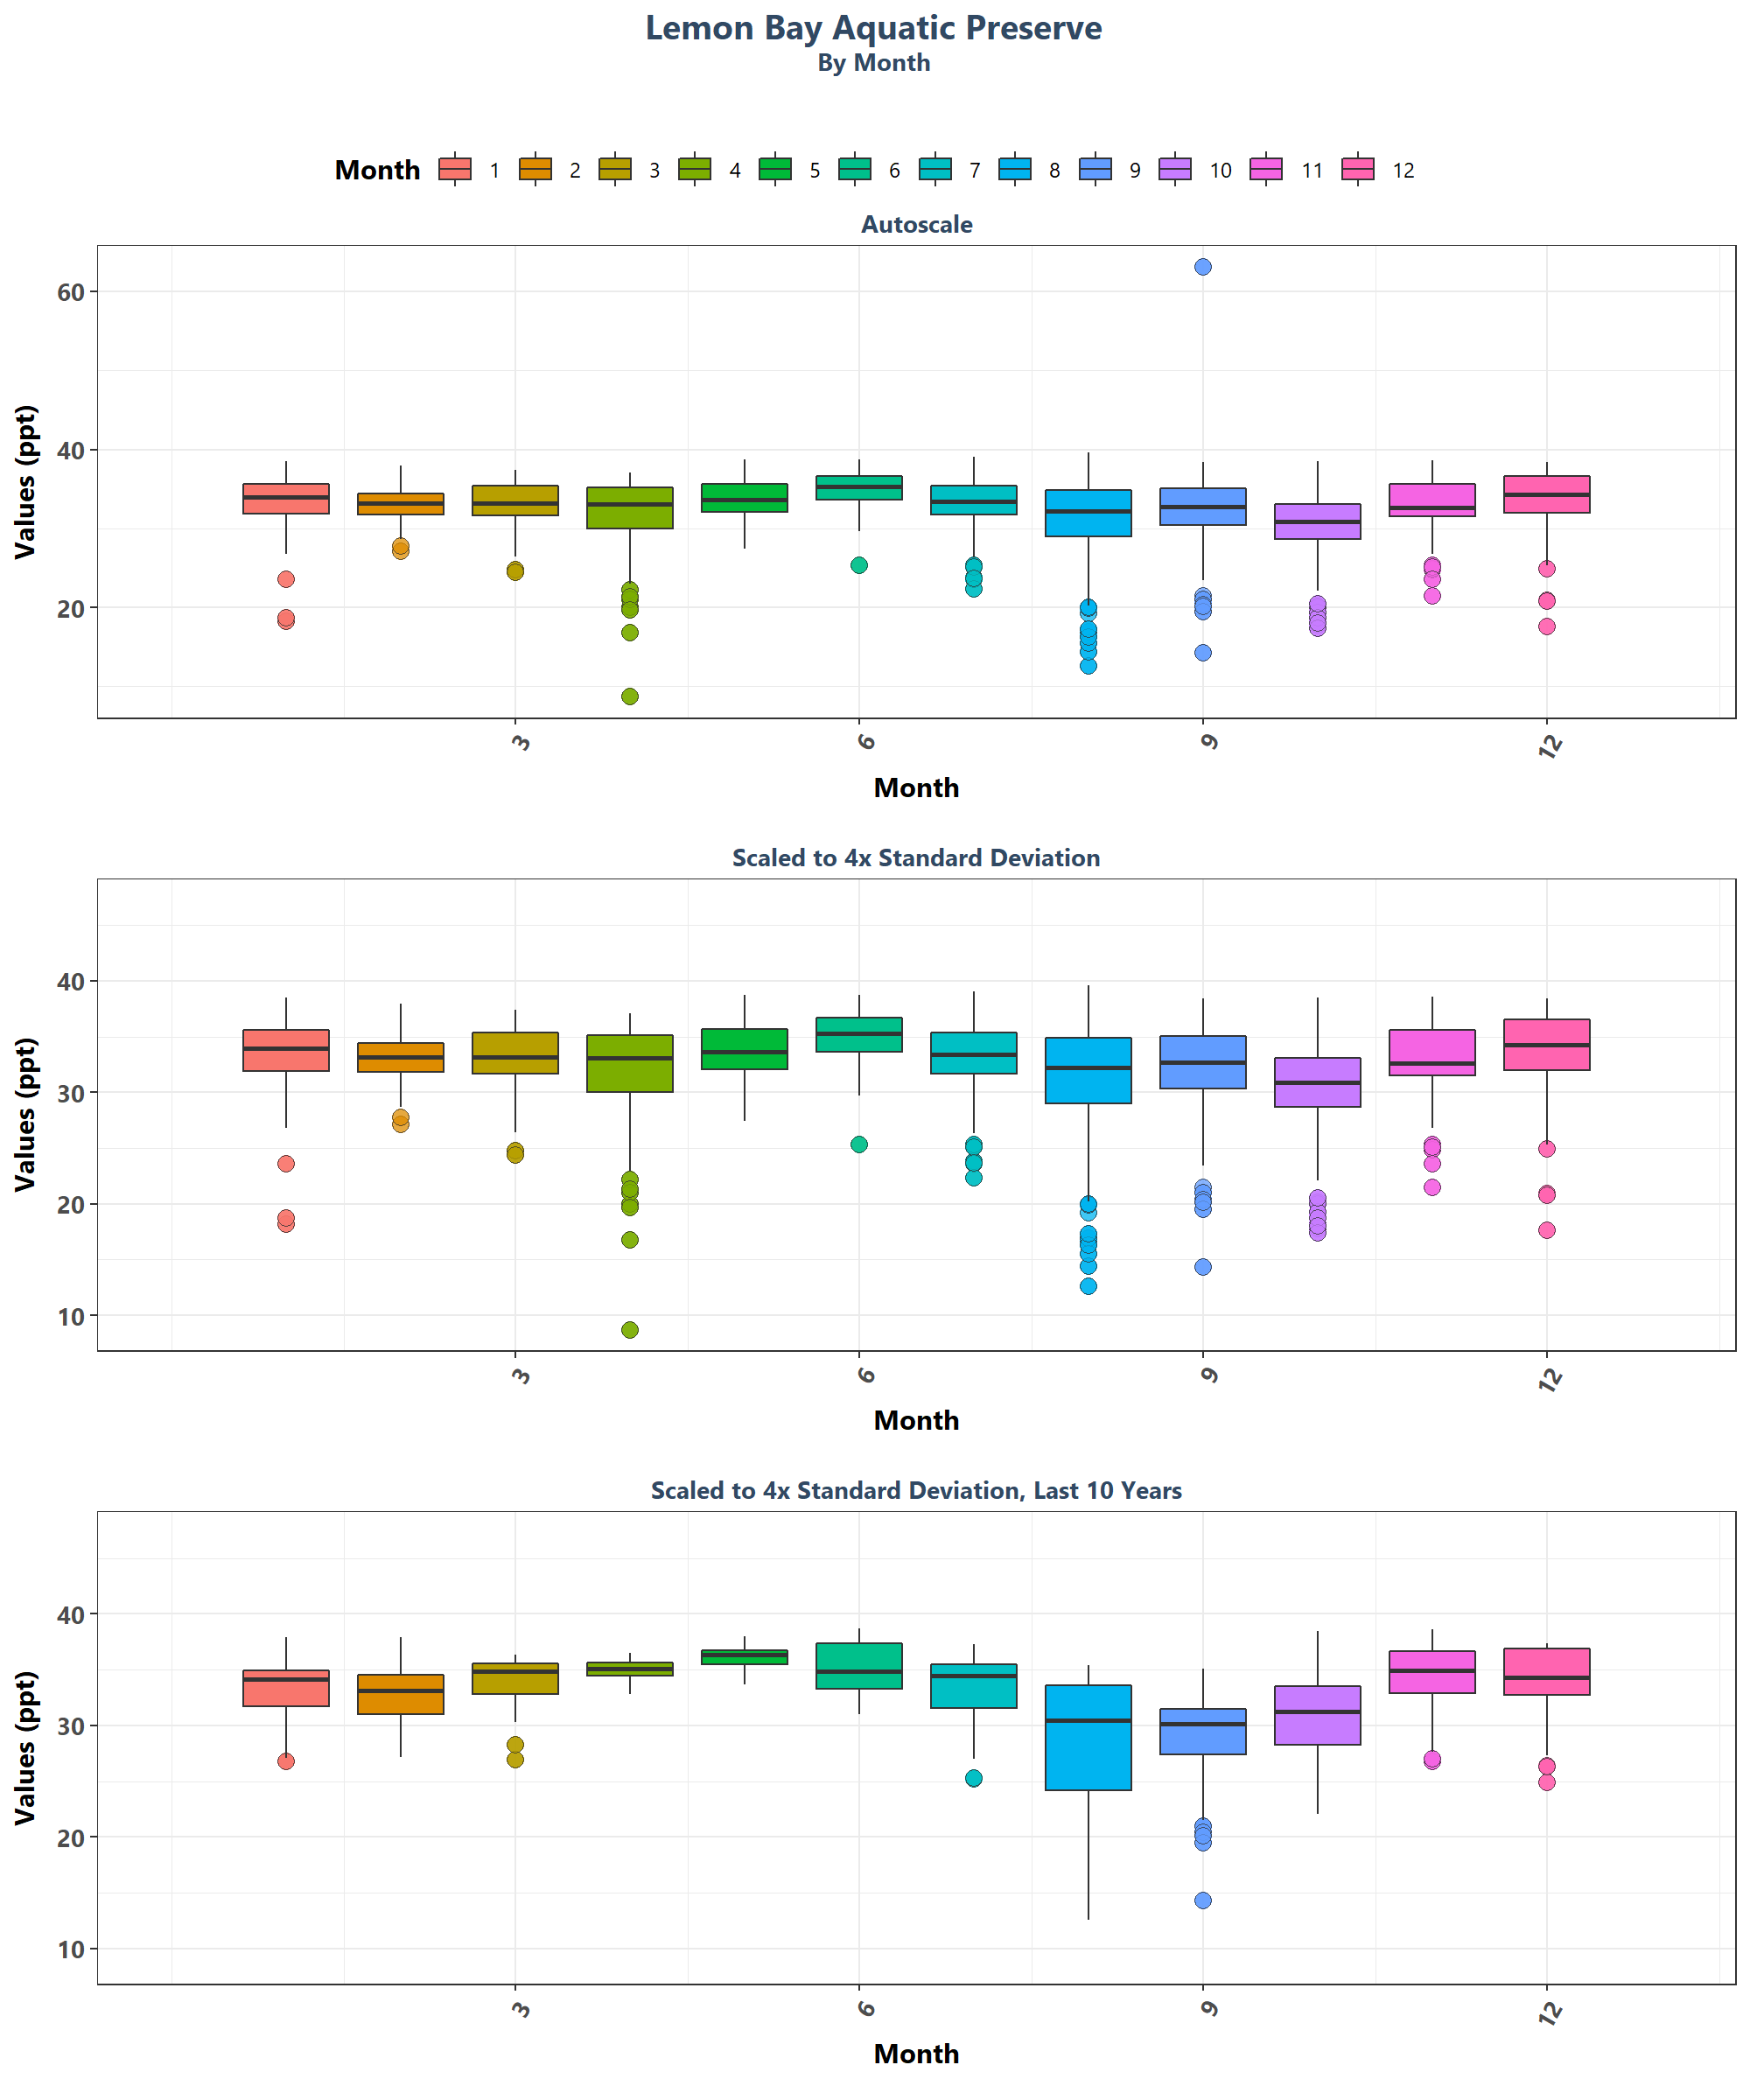 Lemon Bay Aquatic Preserve
By Month
Month 1 2 3 4 5 6 7 8 9 10 11 12
Autoscale
Values (ppt)
60
40
20
3 6 9 12
Month
Scaled to 4x Standard Deviation
Values (ppt)
40
30
20
10
3 6 9 12
Month
Scaled to 4x Standard Deviation, Last 10 Years
Values (ppt)
40
30
20
10
3 6 9 12
Month